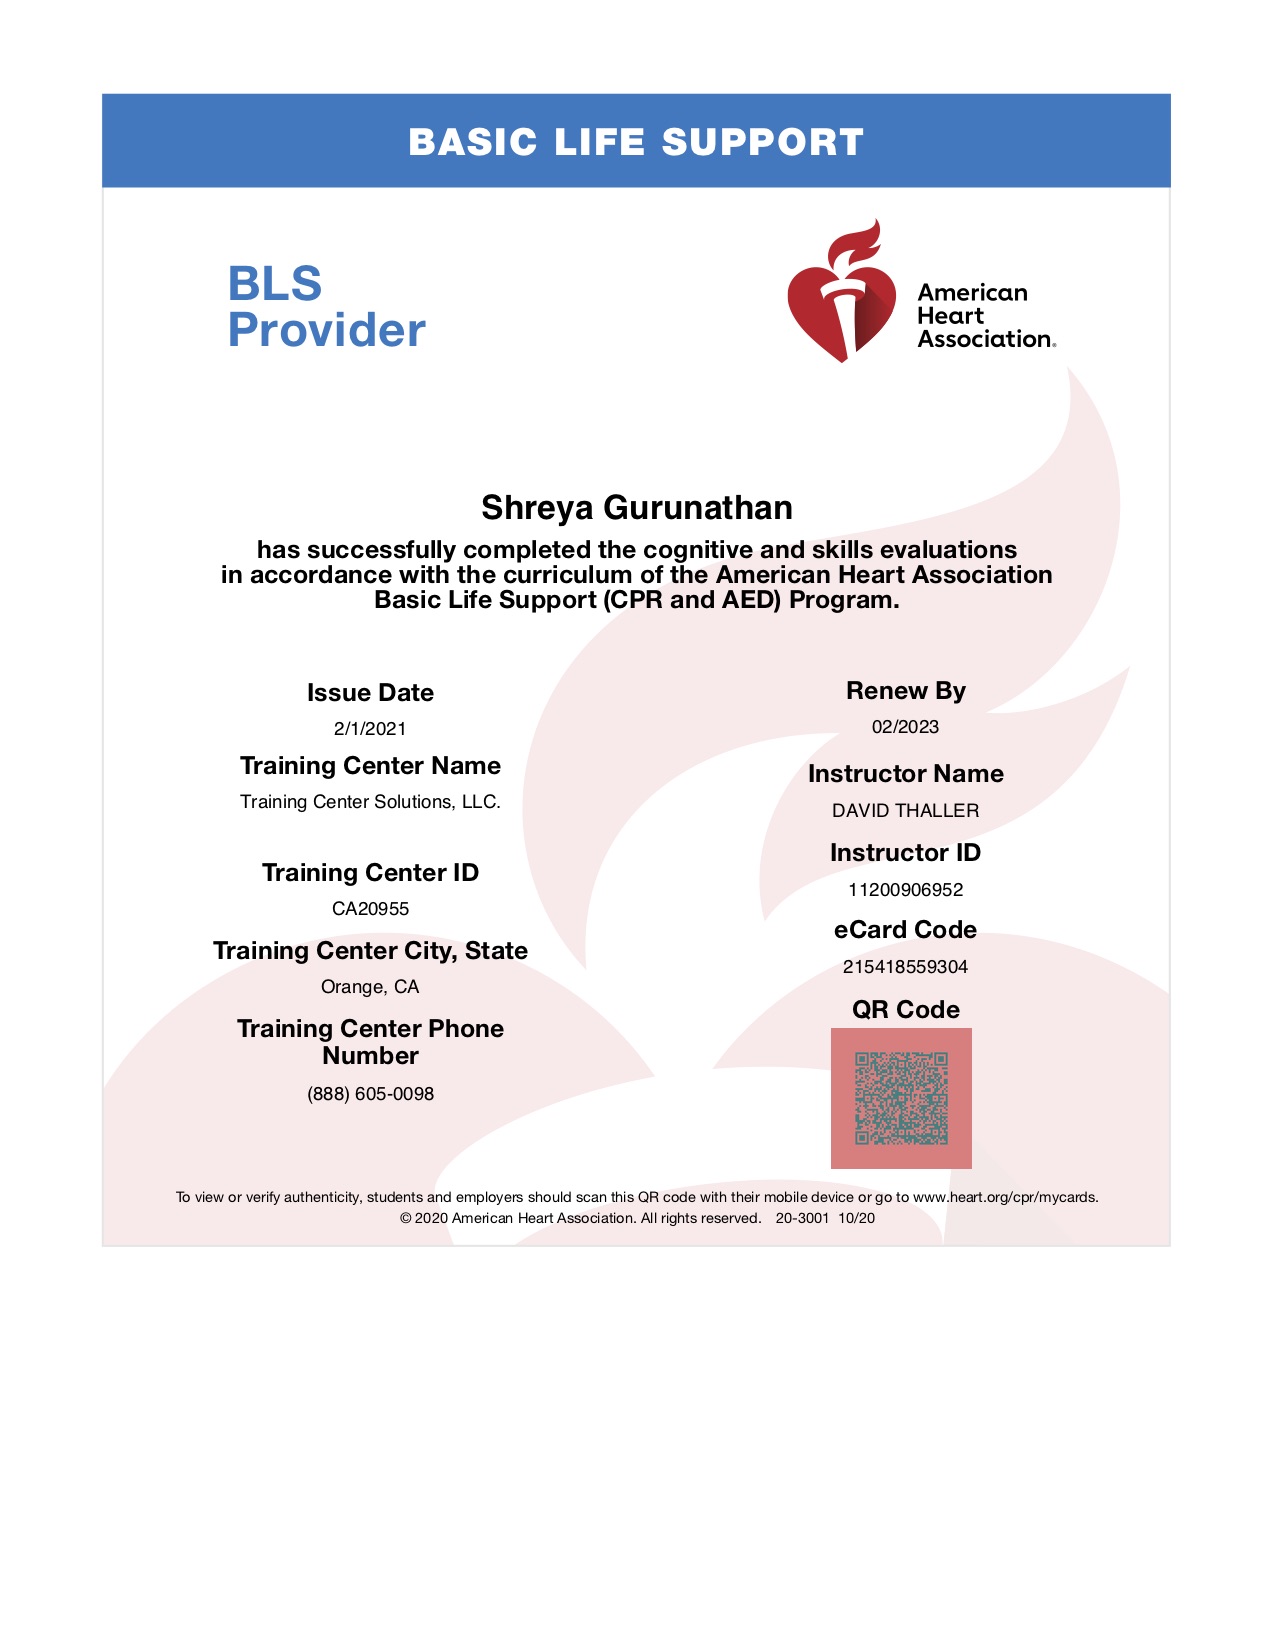 BASIC LIFE SUPPORT
BLS
Provider
American
Heart
Association®
Shreya Gurunathan
has successfully completed the cognitive and skills evaluations
in accordance with the curriculum of the American Heart Association
Basic Life Support (CPR and AED) Program.
Issue Date
2/1/2021
Training Center Name
Training Center Solutions, LLC.
Training Center ID
CA20955
Training Center City, State
Orange, CA
Training Center Phone
Number
(888) 605-0098
Renew By
02/2023
Instructor Name
DAVID THALLER
Instructor ID
11200906952
eCard Code
215418559304
QR Code
To view or verify authenticity, students and employers should scan this QR code with their mobile device or go to www.heart.org/cpr/mycards.
© 2020 American Heart Association. All rights reserved. 20-3001 10/20